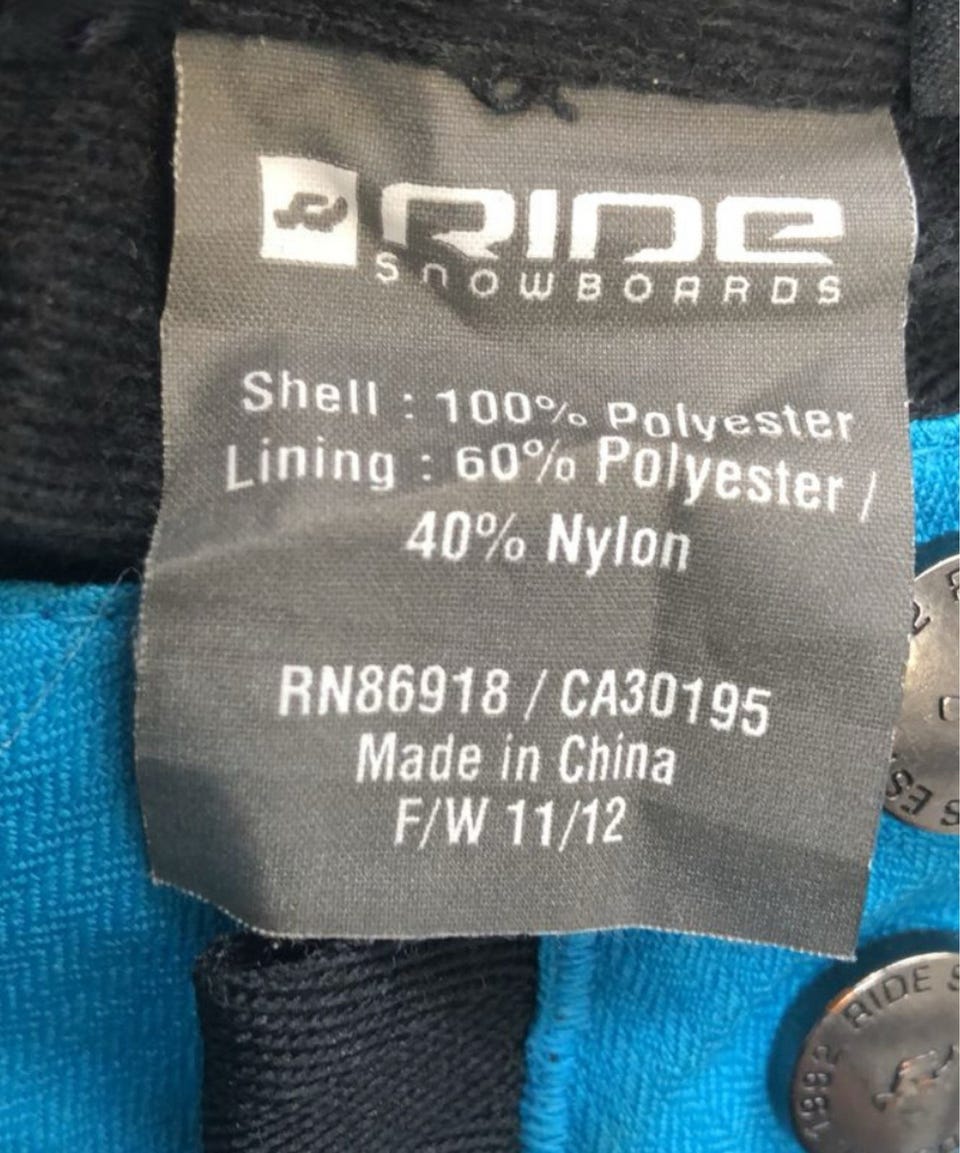 RIDE
SNOWBOARDS
Shell : 100% Polyester
Lining : 60% Polyester /
40% Nylon
RN86918 / CA30195
Made in China
F/W 11/12
RIDE S
1992